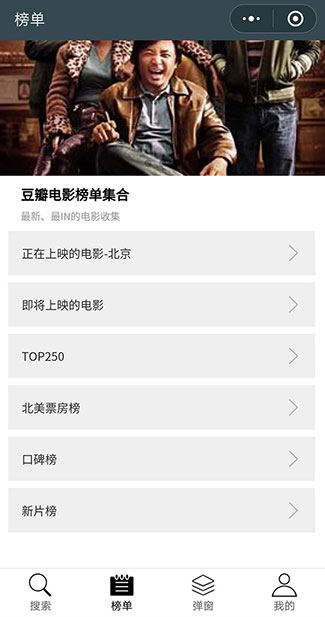 榜单
豆瓣电影榜单集合
最新、最IN的电影收集
正在上映的电影-北京
即将上映的电影
TOP250
北美票房榜
口碑榜
新片榜
搜索
榜单
弹窗
我的